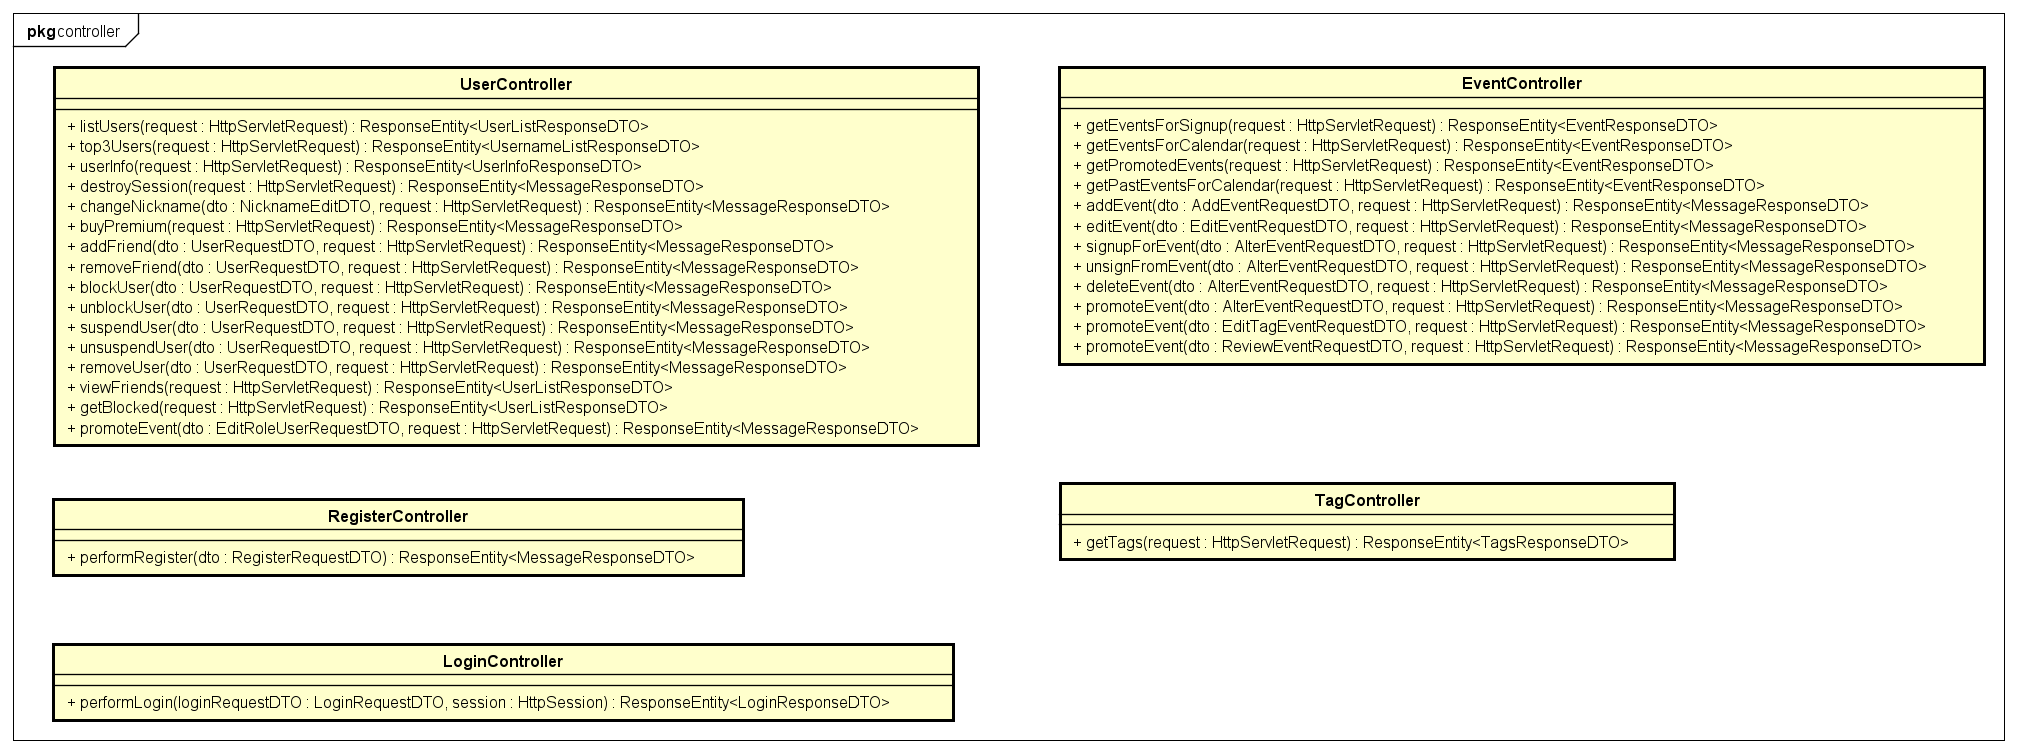 pkg controller
UserController
+ listUsers(request : HttpServletRequest) : ResponseEntity<UserListResponseDTO>
+ top3Users(request : HttpServletRequest) : ResponseEntity<UsernameListResponseDTO>
+ userInfo(request : HttpServletRequest) : ResponseEntity<UserInfoResponseDTO>
+ destroySession(request : HttpServletRequest) : ResponseEntity<MessageResponseDTO>
+ changeNickname(dto : NicknameEditDTO, request : HttpServletRequest) : ResponseEntity<MessageResponseDTO>
+ buyPremium(request : HttpServletRequest) : ResponseEntity<MessageResponseDTO>
+ addFriend(dto : UserRequestDTO, request : HttpServletRequest) : ResponseEntity<MessageResponseDTO>
+ removeFriend(dto : UserRequestDTO, request : HttpServletRequest) : ResponseEntity<MessageResponseDTO>
+ blockUser(dto : UserRequestDTO, request : HttpServletRequest) : ResponseEntity<MessageResponseDTO>
+ unblockUser(dto : UserRequestDTO, request : HttpServletRequest) : ResponseEntity<MessageResponseDTO>
+ suspendUser(dto : UserRequestDTO, request : HttpServletRequest) : ResponseEntity<MessageResponseDTO>
+ unsuspendUser(dto : UserRequestDTO, request : HttpServletRequest) : ResponseEntity<MessageResponseDTO>
+ removeUser(dto : UserRequestDTO, request : HttpServletRequest) : ResponseEntity<MessageResponseDTO>
+ viewFriends(request : HttpServletRequest) : ResponseEntity<UserListResponseDTO>
+ getBlocked(request : HttpServletRequest) : ResponseEntity<UserListResponseDTO>
+ promoteEvent(dto : EditRoleUserRequestDTO, request : HttpServletRequest) : ResponseEntity<MessageResponseDTO>
EventController
+ getEventsForSignup(request : HttpServletRequest) : ResponseEntity<EventResponseDTO>
+ getEventsForCalendar(request : HttpServletRequest) : ResponseEntity<EventResponseDTO>
+ getPromotedEvents(request : HttpServletRequest) : ResponseEntity<EventResponseDTO>
+ getPastEventsForCalendar(request : HttpServletRequest) : ResponseEntity<EventResponseDTO>
+ addEvent(dto : AddEventRequestDTO, request : HttpServletRequest) : ResponseEntity<MessageResponseDTO>
+ editEvent(dto : EditEventRequestDTO, request : HttpServletRequest) : ResponseEntity<MessageResponseDTO>
+ signupForEvent(dto : AlterEventRequestDTO, request : HttpServletRequest) : ResponseEntity<MessageResponseDTO>
+ unsignFromEvent(dto : AlterEventRequestDTO, request : HttpServletRequest) : ResponseEntity<MessageResponseDTO>
+ deleteEvent(dto : AlterEventRequestDTO, request : HttpServletRequest) : ResponseEntity<MessageResponseDTO>
+ promoteEvent(dto : AlterEventRequestDTO, request : HttpServletRequest) : ResponseEntity<MessageResponseDTO>
+ promoteEvent(dto : EditTagEventRequestDTO, request : HttpServletRequest) : ResponseEntity<MessageResponseDTO>
+ promoteEvent(dto : ReviewEventRequestDTO, request : HttpServletRequest) : ResponseEntity<MessageResponseDTO>
RegisterController
+ performRegister(dto : RegisterRequestDTO) : ResponseEntity<MessageResponseDTO>
TagController
+ getTags(request : HttpServletRequest) : ResponseEntity<TagsResponseDTO>
LoginController
+ performLogin(loginRequestDTO : LoginRequestDTO, session : HttpSession) : ResponseEntity<LoginResponseDTO>